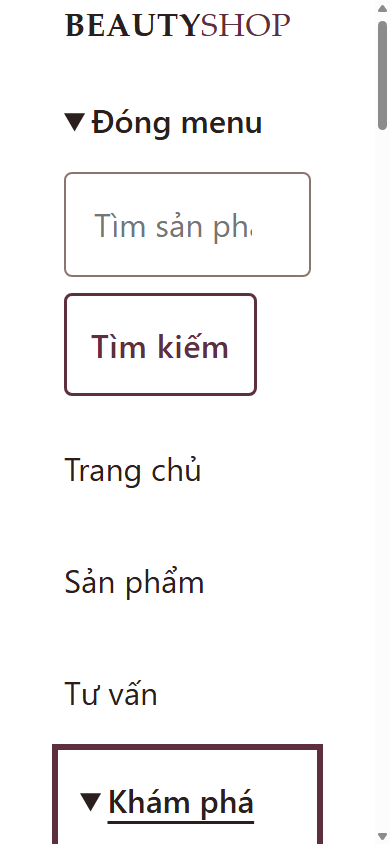 BEAUTYSHOP
Đóng menu
Tìm sản ph
Tìm kiếm
Trang chủ
Sản phẩm
Tư vấn
Khám phá